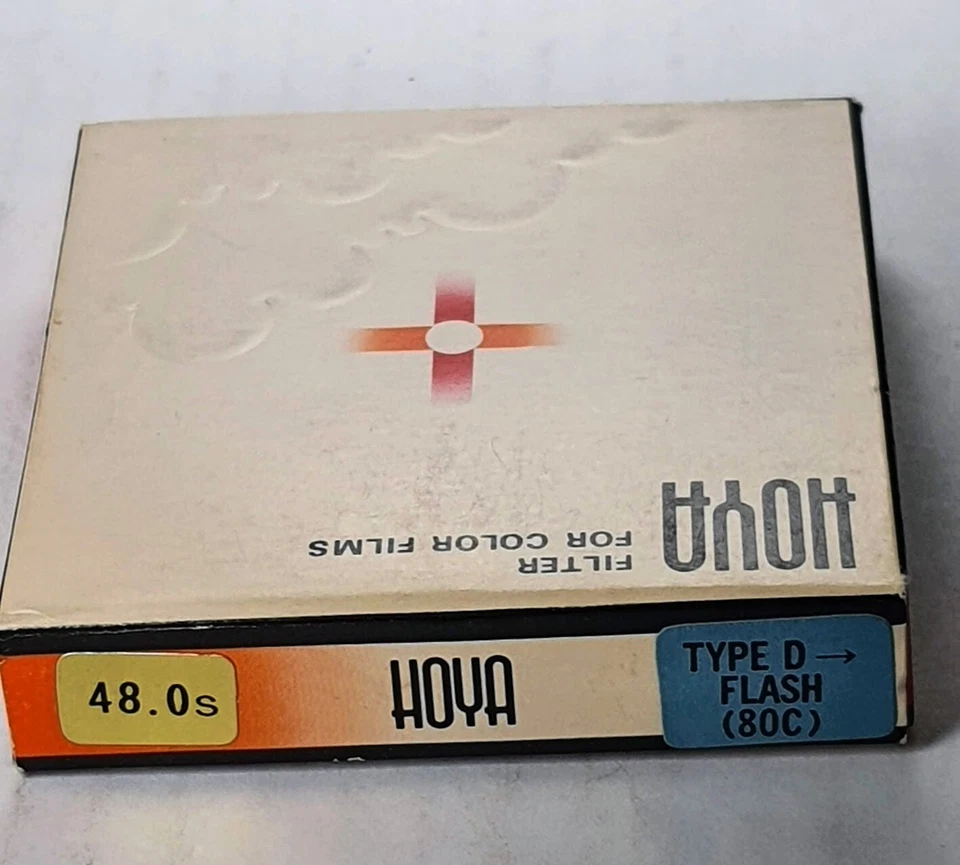 HOYA
FILTER
FOR COLOR FILMS
48.0s
HOYA
TYPE D →
FLASH
(80C)